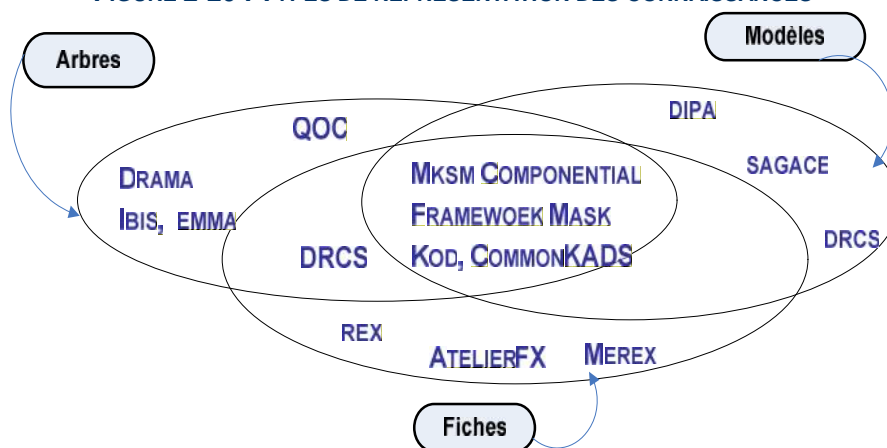 Arbres
Modèles
QOC
DIPA
DRAMA
IBIS, EMMA
MKSM COMPONENTIAL
FRAMEWOEK MASK
KOD, COMMONKADS
SAGACE
DRCS
DRCS
REX
ATELIERFX
MEREX
Fiches